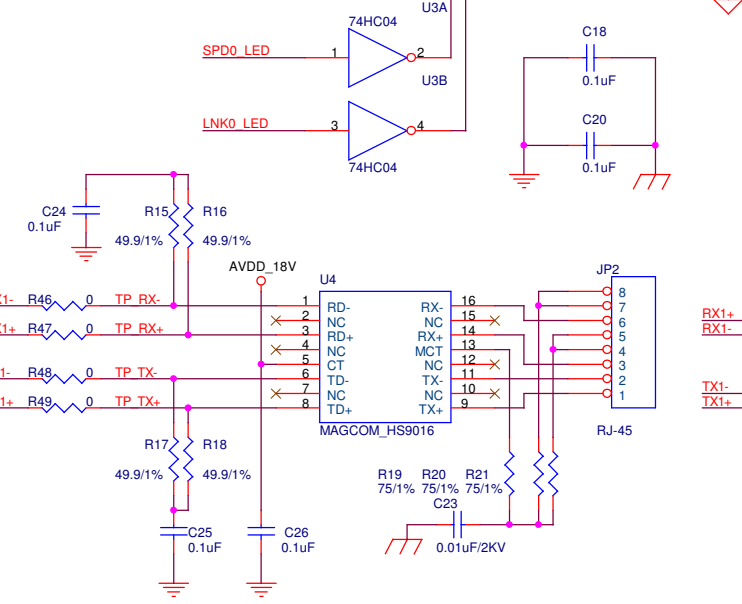 U3A
74HC04
SPD0_LED
1
2
U3B
LNK0_LED
3
4
74HC04
C18
0.1uF
C20
0.1uF
C24
0.1uF
R15
R16
49.9/1%
49.9/1%
AVDD_18V
U4
X1- R46 0 TP_RX- 1 RD- RX- 16
2 NC NC 15
X1+ R47 0 TP_RX+ 3 RD+ RX+ 14
4 NC MCT 13
5 CT NC 12
1- R48 0 TP_TX- 6 TD- TX- 11
7 NC NC 10
1+ R49 0 TP_TX+ 8 TD+ TX+ 9
MAGCOM_HS9016
JP2
8
7
6
5
4
3
2
1
RJ-45
RX1+
RX1-
TX1-
TX1+
R17
R18
49.9/1%
49.9/1%
C25
0.1uF
C26
0.1uF
R19 R20 R21
75/1% 75/1% 75/1%
C23
0.01uF/2KV